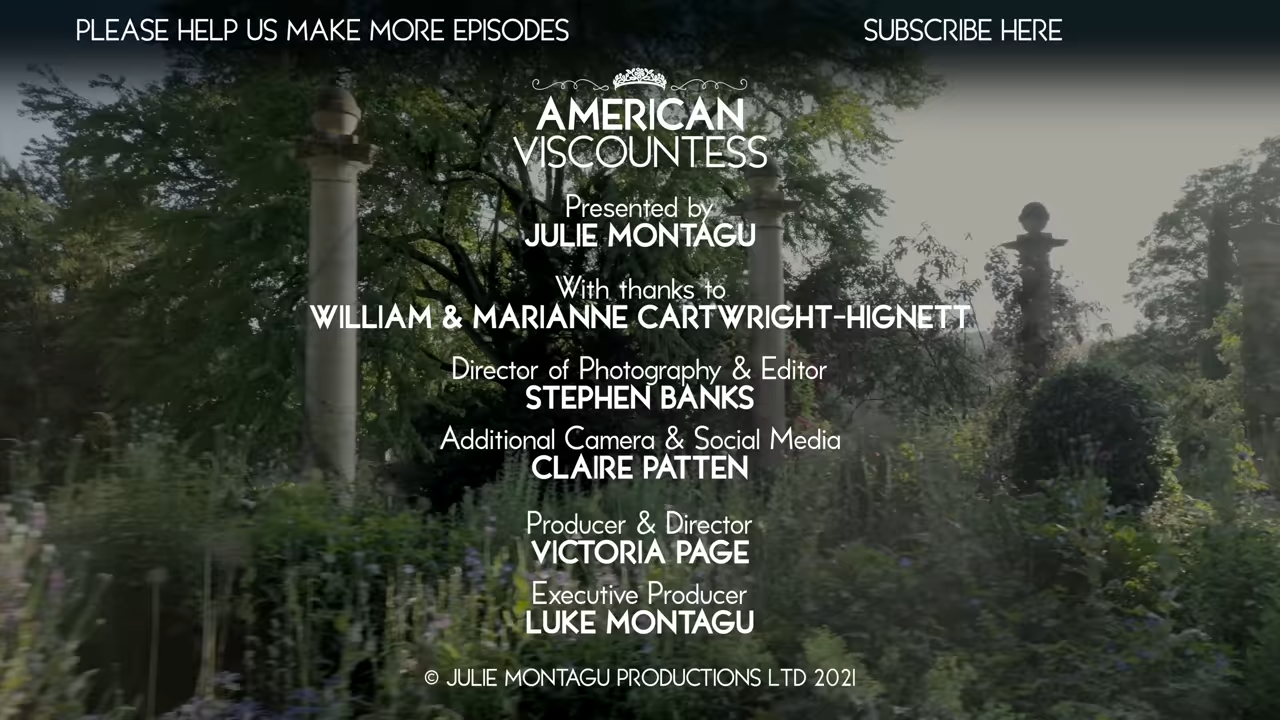 PLEASE HELP US MAKE MORE EPISODES
SUBSCRIBE HERE
AMERICAN
VISCOUNTESS
Presented by
JULIE MONTAGU
With thanks to
WILLIAM & MARIANNE CARTWRIGHT-HIGNETT
Director of Photography & Editor
STEPHEN BANKS
Additional Camera & Social Media
CLAIRE PATTEN
Producer & Director
VICTORIA PAGE
Executive Producer
LUKE MONTAGU
© JULIE MONTAGU PRODUCTIONS LTD 2021